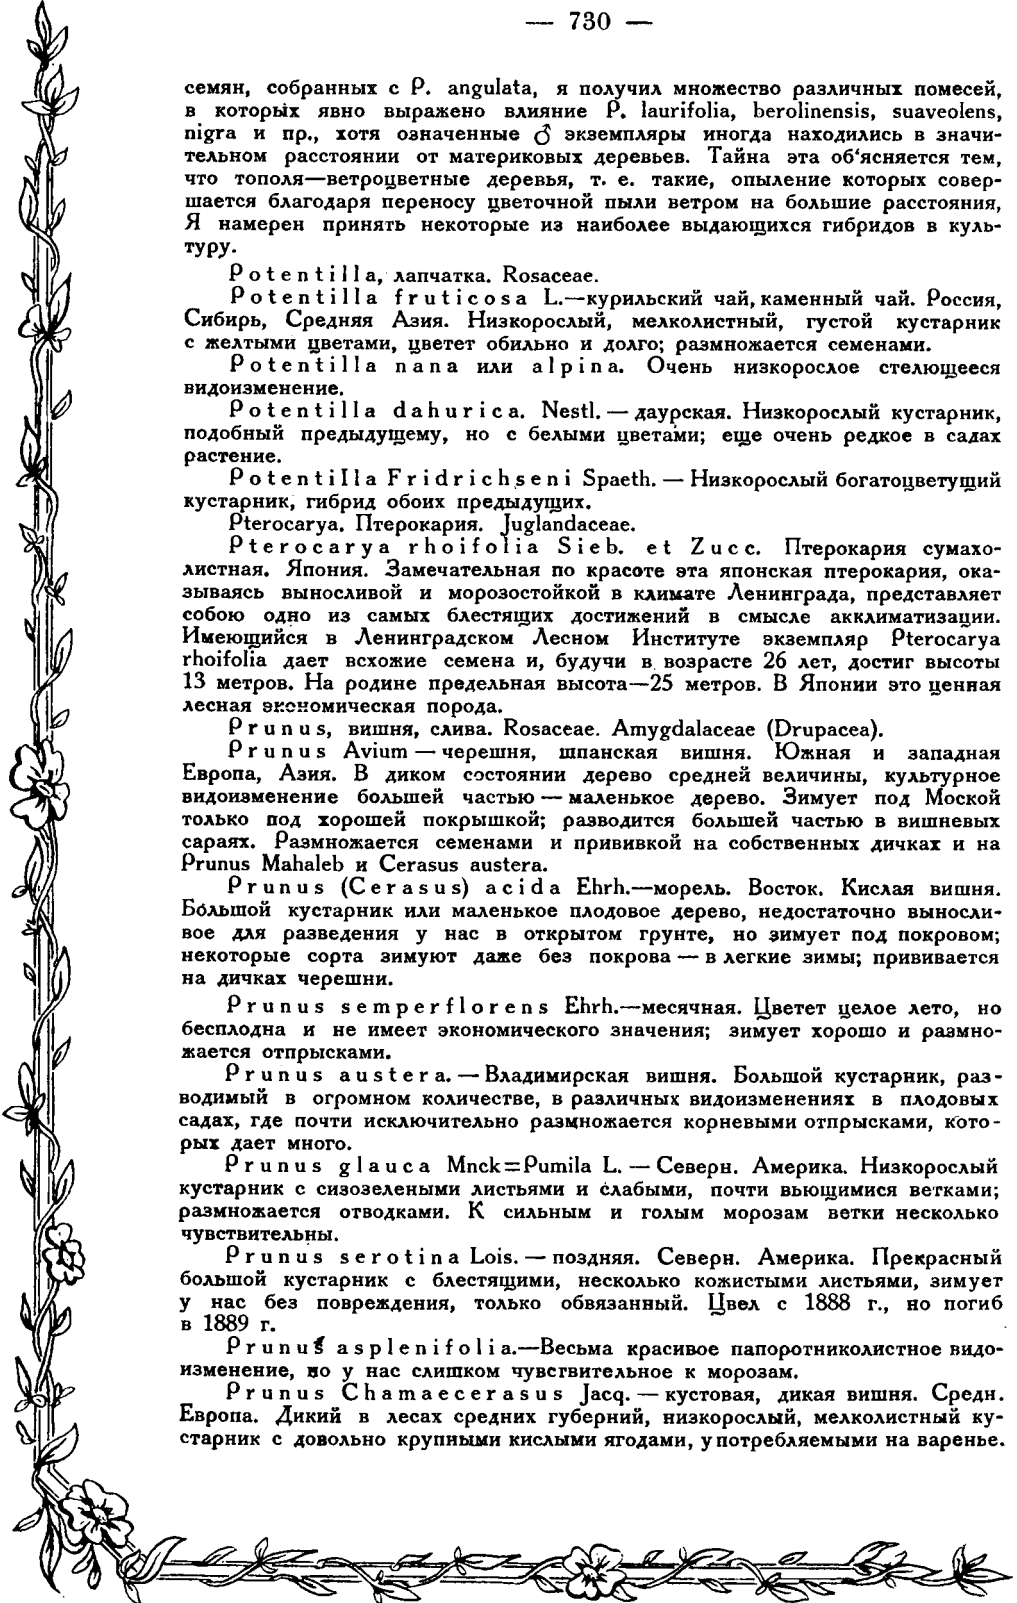 — 730 —
семян, собранных с P. angulata, я получил множество различных помесей,
в которых явно выражено влияние P. laurifolia, berolinensis, suaveolens,
nigra и пр., хотя означенные ♂ экземпляры иногда находились в значи-
тельном расстоянии от материковых деревьев. Тайна эта об'ясняется тем,
что тополя—ветроцветные деревья, т. е. такие, опыление которых совер-
шается благодаря переносу цветочной пыли ветром на большие расстояния,
Я намерен принять некоторые из наиболее выдающихся гибридов в куль-
туру.
Potentilla, лапчатка. Rosaceae.
Potentilla fruticosa L.—курильский чай, каменный чай. Россия,
Сибирь, Средняя Азия. Низкорослый, мелколистный, густой кустарник
с желтыми цветами, цветет обильно и долго; размножается семенами.
Potentilla nana или alpina. Очень низкорослое стелющееся
видоизменение.
Potentilla dahurica. Nestl. — даурская. Низкорослый кустарник,
подобный предыдущему, но с белыми цветами; еще очень редкое в садах
растение.
Potentilla Fridrichseni Spaeth. — Низкорослый богатоцветущий
кустарник, гибрид обоих предыдущих.
Pterocarya. Птерокария. Juglandaceae.
Pterocarya rhoifolia Sieb. et Zucc. Птерокария сумахо-
листная. Япония. Замечательная по красоте эта японская птерокария, ока-
зываясь выносливой и морозостойкой в климате Ленинграда, представляет
собою одно из самых блестящих достижений в смысле акклиматизации.
Имеющийся в Ленинградском Лесном Институте экземпляр Pterocarya
rhoifolia дает всхожие семена и, будучи в возрасте 26 лет, достиг высоты
13 метров. На родине предельная высота—25 метров. В Японии это ценная
лесная экономическая порода.
Prunus, вишня, слива. Rosaceae. Amygdalaceae (Drupacea).
Prunus Avium — черешня, шпанская вишня. Южная и западная
Европа, Азия. В диком состоянии дерево средней величины, культурное
видоизменение большей частью — маленькое дерево. Зимует под Моской
только под хорошей покрышкой; разводится большей частью в вишневых
сараях. Размножается семенами и прививкой на собственных дичках и на
Prunus Mahaleb и Cerasus austera.
Prunus (Cerasus) acida Ehrh.—морель. Восток. Кислая вишня.
Большой кустарник или маленькое плодовое дерево, недостаточно выносли-
вое для разведения у нас в открытом грунте, но зимует под покровом;
некоторые сорта зимуют даже без покрова — в легкие зимы; прививается
на дичках черешни.
Prunus semperflorens Ehrh.—месячная. Цветет целое лето, но
бесплодна и не имеет экономического значения; зимует хорошо и размно-
жается отпрысками.
Prunus austera. — Владимирская вишня. Большой кустарник, раз-
водимый в огромном количестве, в различных видоизменениях в плодовых
садах, где почти исключительно размножается корневыми отпрысками, кото-
рых дает много.
Prunus glauca Mnck=Pumila L. — Северн. Америка. Низкорослый
кустарник с сизозелеными листьями и слабыми, почти вьющимися ветками;
размножается отводками. К сильным и голым морозам ветки несколько
чувствительны.
Prunus serotina Lois. — поздняя. Северн. Америка. Прекрасный
большой кустарник с блестящими, несколько кожистыми листьями, зимует
у нас без повреждения, только обвязанный. Цвел с 1888 г., но погиб
в 1889 г.
Prunus asplenifolia.—Весьма красивое папоротниколистное видо-
изменение, но у нас слишком чувствительное к морозам.
Prunus Chamaecerasus Jacq. — кустовая, дикая вишня. Средн.
Европа. Дикий в лесах средних губерний, низкорослый, мелколистный ку-
старник с довольно крупными кислыми ягодами, употребляемыми на варенье.